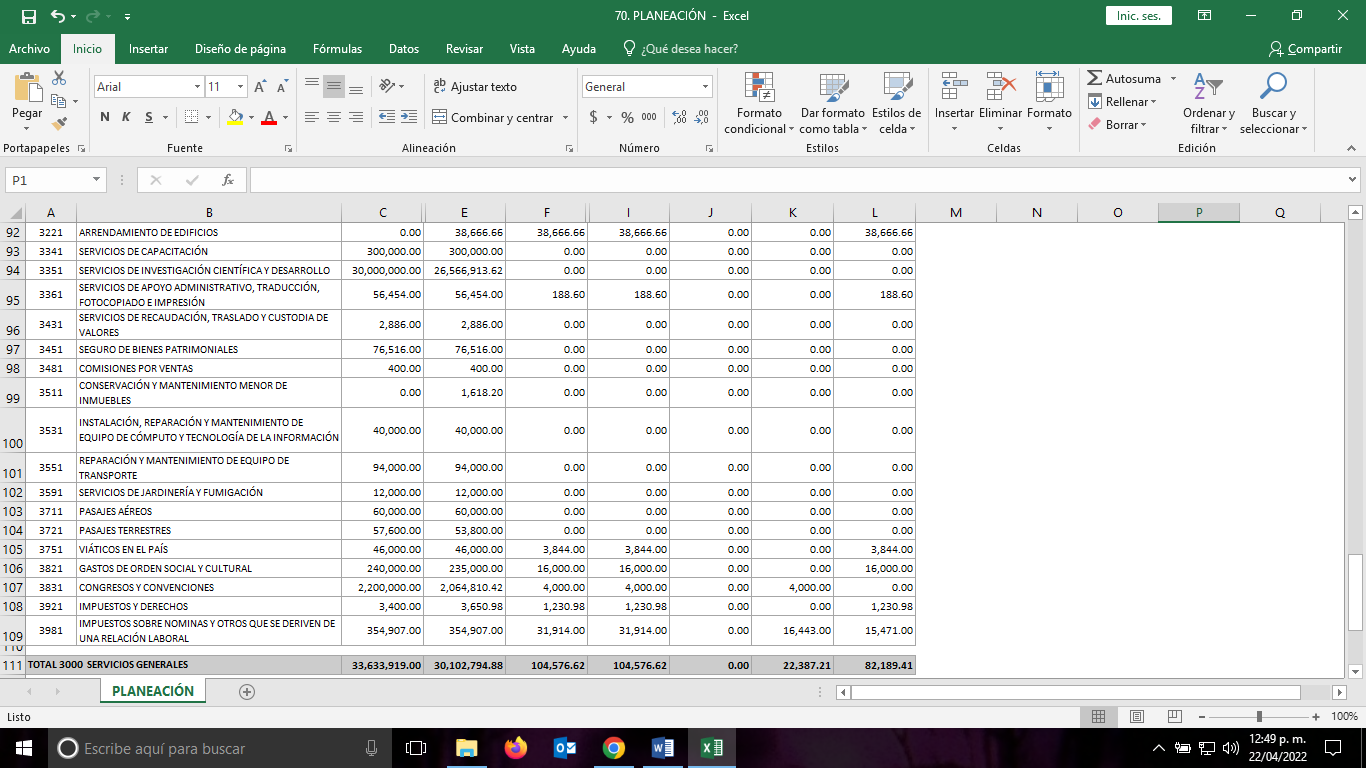 70. PLANEACIÓN - Excel
Inic. ses.
Archivo Inicio Insertar Diseño de página Fórmulas Datos Revisar Vista Ayuda ¿Qué desea hacer? Compartir
Pegar
Arial 11
Ajustar texto
General
N K S
Combinar y centrar
$ % 000
Formato condicional
Dar formato como tabla
Estilos de celda
Insertar Eliminar Formato
Autosuma
Rellenar
Borrar
Ordenar y filtrar
Buscar y seleccionar
Portapapeles Fuente Alineación Número Estilos Celdas Edición
P1 fx
A B C E F I J K L M N O P Q
92 3221 ARRENDAMIENTO DE EDIFICIOS 0.00 38,666.66 38,666.66 38,666.66 0.00 0.00 38,666.66
93 3341 SERVICIOS DE CAPACITACIÓN 300,000.00 300,000.00 0.00 0.00 0.00 0.00 0.00
94 3351 SERVICIOS DE INVESTIGACIÓN CIENTÍFICA Y DESARROLLO 30,000,000.00 26,566,913.62 0.00 0.00 0.00 0.00 0.00
95 3361 SERVICIOS DE APOYO ADMINISTRATIVO, TRADUCCIÓN, FOTOCOPIADO E IMPRESIÓN 56,454.00 56,454.00 188.60 188.60 0.00 0.00 188.60
96 3431 SERVICIOS DE RECAUDACIÓN, TRASLADO Y CUSTODIA DE VALORES 2,886.00 2,886.00 0.00 0.00 0.00 0.00 0.00
97 3451 SEGURO DE BIENES PATRIMONIALES 76,516.00 76,516.00 0.00 0.00 0.00 0.00 0.00
98 3481 COMISIONES POR VENTAS 400.00 400.00 0.00 0.00 0.00 0.00 0.00
99 3511 CONSERVACIÓN Y MANTENIMIENTO MENOR DE INMUEBLES 0.00 1,618.20 0.00 0.00 0.00 0.00 0.00
100 3531 INSTALACIÓN, REPARACIÓN Y MANTENIMIENTO DE EQUIPO DE CÓMPUTO Y TECNOLOGÍA DE LA INFORMACIÓN 40,000.00 40,000.00 0.00 0.00 0.00 0.00 0.00
101 3551 REPARACIÓN Y MANTENIMIENTO DE EQUIPO DE TRANSPORTE 94,000.00 94,000.00 0.00 0.00 0.00 0.00 0.00
102 3591 SERVICIOS DE JARDINERÍA Y FUMIGACIÓN 12,000.00 12,000.00 0.00 0.00 0.00 0.00 0.00
103 3711 PASAJES AÉREOS 60,000.00 60,000.00 0.00 0.00 0.00 0.00 0.00
104 3721 PASAJES TERRESTRES 57,600.00 53,800.00 0.00 0.00 0.00 0.00 0.00
105 3751 VIÁTICOS EN EL PAÍS 46,000.00 46,000.00 3,844.00 3,844.00 0.00 0.00 3,844.00
106 3821 GASTOS DE ORDEN SOCIAL Y CULTURAL 240,000.00 235,000.00 16,000.00 16,000.00 0.00 0.00 16,000.00
107 3831 CONGRESOS Y CONVENCIONES 2,200,000.00 2,064,810.42 4,000.00 4,000.00 0.00 4,000.00 0.00
108 3921 IMPUESTOS Y DERECHOS 3,400.00 3,650.98 1,230.98 1,230.98 0.00 0.00 1,230.98
109 3981 IMPUESTOS SOBRE NOMINAS Y OTROS QUE SE DERIVEN DE UNA RELACIÓN LABORAL 354,907.00 354,907.00 31,914.00 31,914.00 0.00 16,443.00 15,471.00
110
111 TOTAL 3000 SERVICIOS GENERALES 33,633,919.00 30,102,794.88 104,576.62 104,576.62 0.00 22,387.21 82,189.41
PLANEACIÓN
Listo 100%
Escribe aquí para buscar
12:49 p. m.
22/04/2022